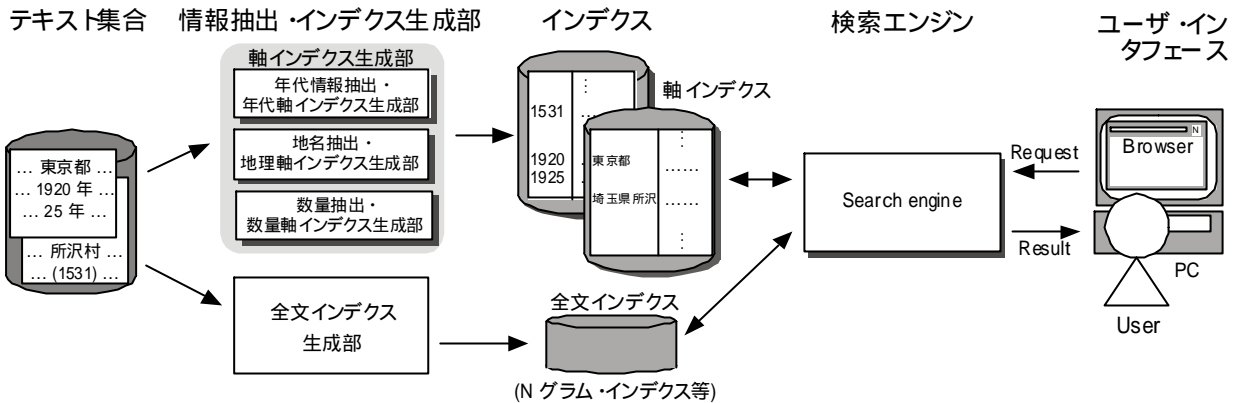 テキスト集合
情報抽出・インデクス生成部
インデクス
検索エンジン
ユーザ・イン
タフェース
軸インデクス生成部
年代情報抽出・
年代軸インデクス生成部
地名抽出・
地理軸インデクス生成部
数量抽出・
数量軸インデクス生成部
… 東京都 …
… 1920 年 …
… 25 年 …
… 所沢村 …
… (1531) …
全文インデクス
生成部
軸インデクス
⋮
1531 …
1920 …
1925 …
⋮
東京都 ……
埼玉県所沢 ……
⋮
全文インデクス
(N グラム・インデクス等)
Search engine
Request
Result
N
Browser
PC
User